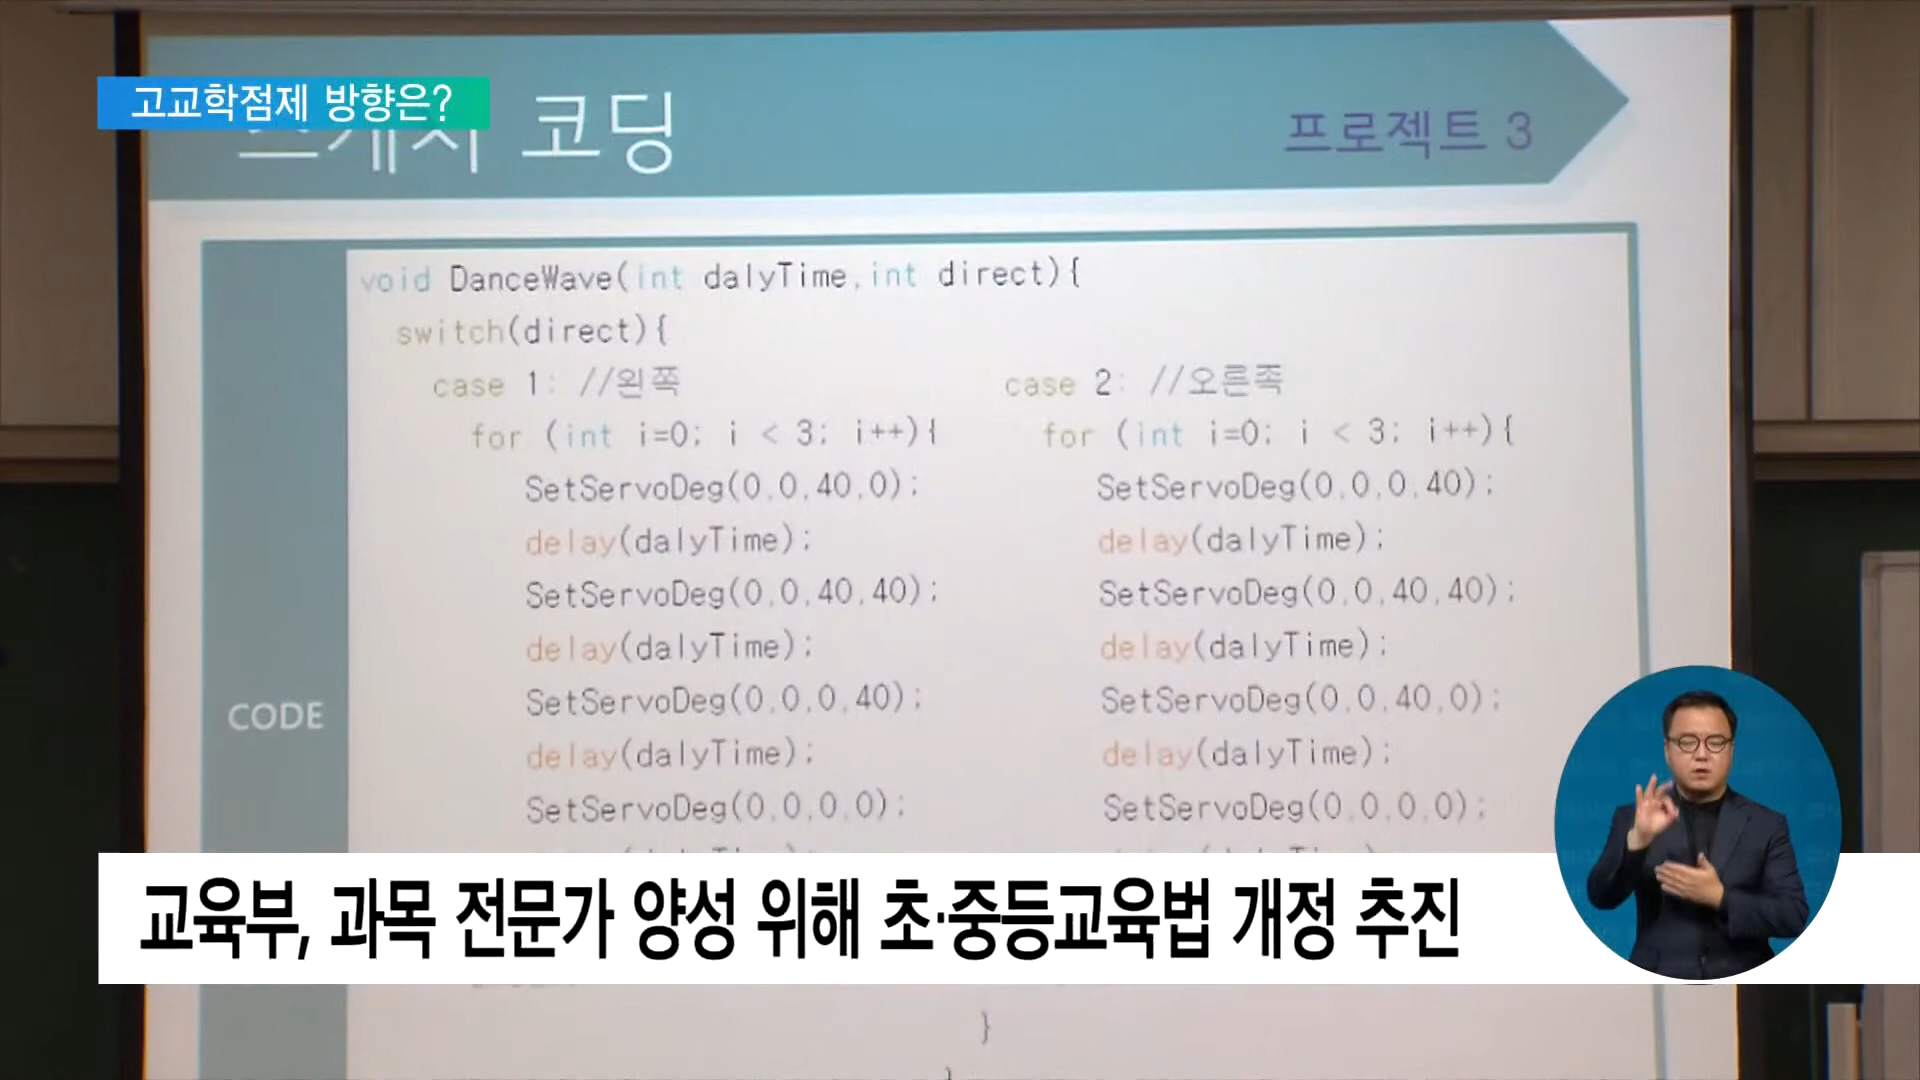 고교학점제 방향은?
코딩
프로젝트 3
void DanceWave(int dalyTime,int direct){
switch(direct){
case 1: //왼쪽
for (int i=0; i < 3; i++){
SetServoDeg(0,0,40,0);
delay(dalyTime);
SetServoDeg(0,0,40,40);
delay(dalyTime);
SetServoDeg(0,0,0,40);
delay(dalyTime);
SetServoDeg(0,0,0,0);
case 2: //오른족
for (int i=0; i < 3; i++){
SetServoDeg(0,0,0,40);
delay(dalyTime);
SetServoDeg(0,0,40,40);
delay(dalyTime);
SetServoDeg(0,0,40,0);
delay(dalyTime);
SetServoDeg(0,0,0,0);
CODE
교육부, 과목 전문가 양성 위해 초·중등교육법 개정 추진
}